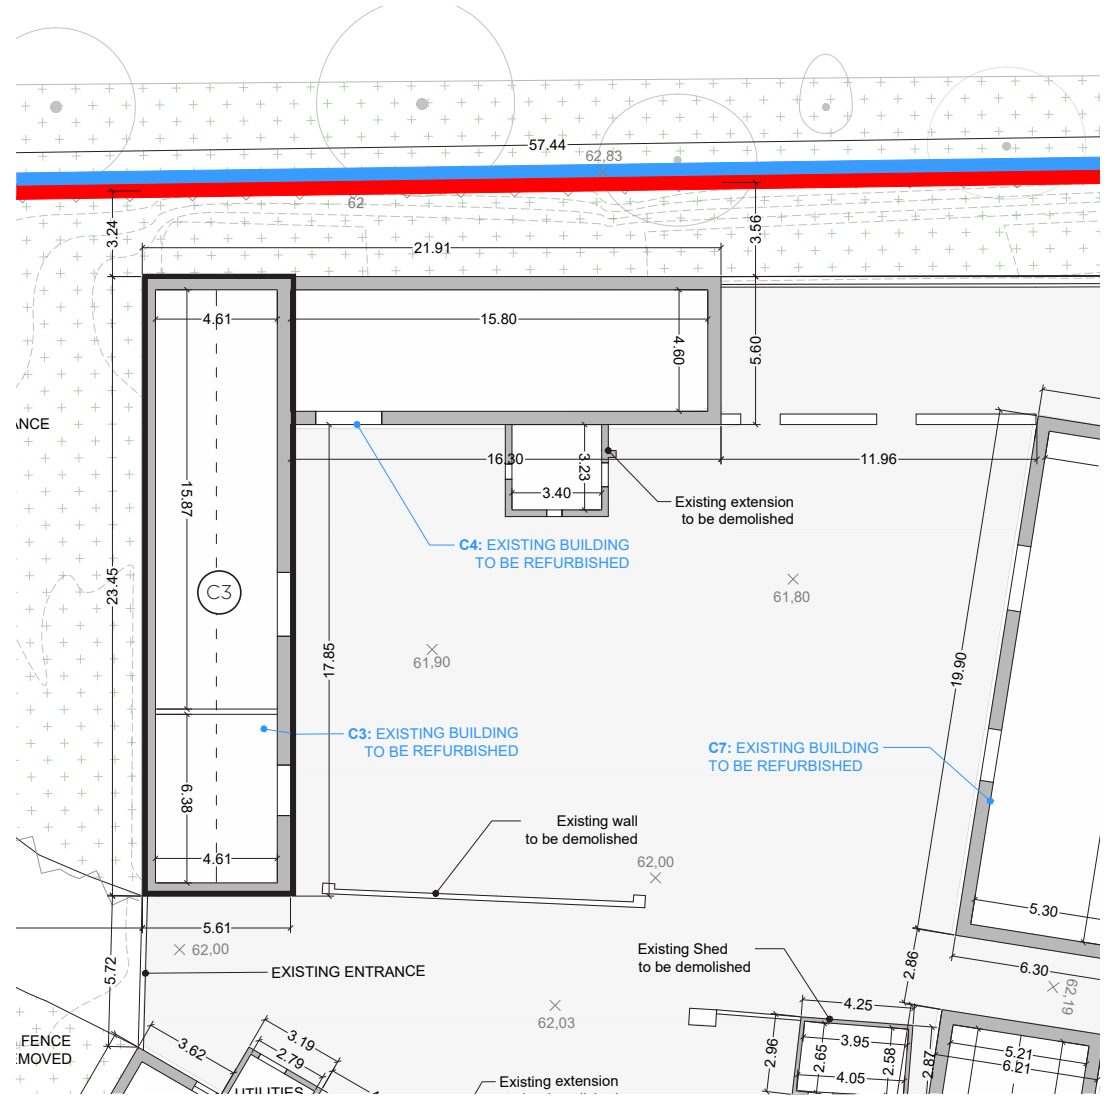 57.44
62,83
62
3.24
3.56
21.91
4.61
15.80
4.60
5.60
ANCE
16.30
3.23
11.96
3.40
15.87
Existing extension
to be demolished
C4: EXISTING BUILDING
TO BE REFURBISHED
23.45
C3
61,80
17.85
61,90
19.90
C3: EXISTING BUILDING
TO BE REFURBISHED
C7: EXISTING BUILDING
TO BE REFURBISHED
6.38
Existing wall
to be demolished
4.61
62,00
5.30
5.61
62,00
Existing Shed
to be demolished
5.72
EXISTING ENTRANCE
2.86
6.30
62,19
4.25
62,03
FENCE
EMOVED
3.62
3.19
2.79
2.96
2.65
3.95
2.58
2.87
4.05
5.21
6.21
UTILITIES
Existing extension